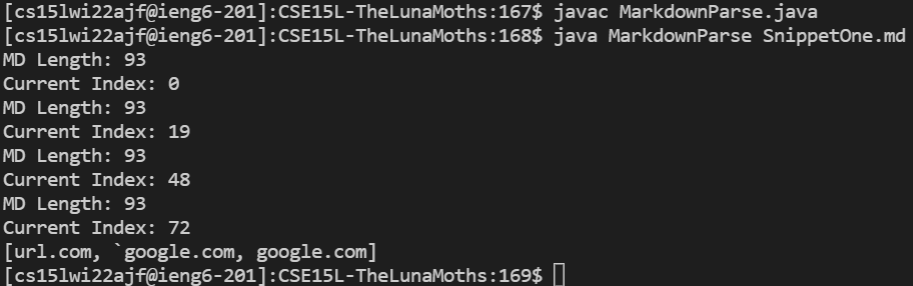 [cs15lwi22ajf@ieng6-201]:CSE15L-TheLunaMoths:167$ javac MarkdownParse.java
[cs15lwi22ajf@ieng6-201]:CSE15L-TheLunaMoths:168$ java MarkdownParse SnippetOne.md
MD Length: 93
Current Index: 0
MD Length: 93
Current Index: 19
MD Length: 93
Current Index: 48
MD Length: 93
Current Index: 72
[url.com, `google.com, google.com]
[cs15lwi22ajf@ieng6-201]:CSE15L-TheLunaMoths:169$